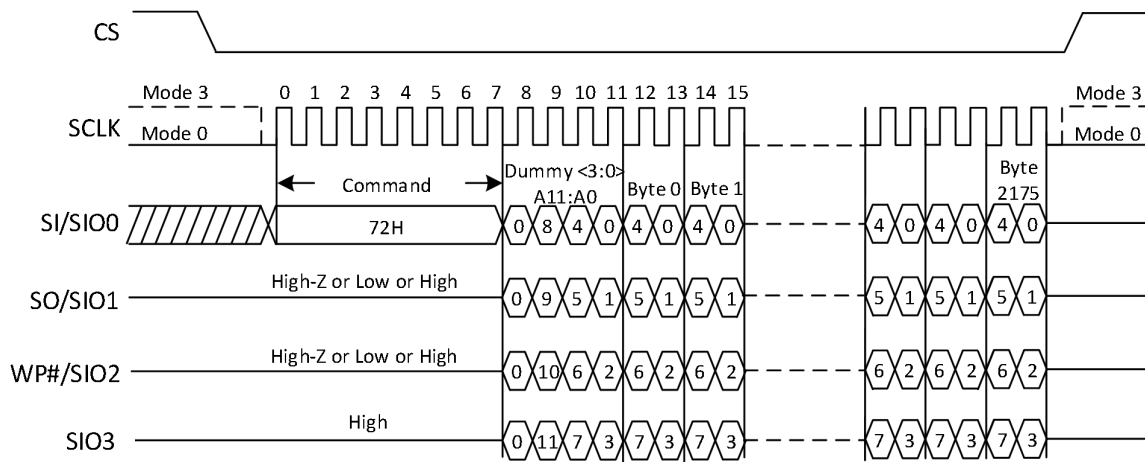 CS
0 1 2 3 4 5 6 7 8 9 10 11 12 13 14 15
Mode 3 Mode 3
SCLK
Mode 0 Mode 0
Command Dummy <3:0> Byte 0 Byte 1 Byte
A11:A0 2175
SI/SIO0 72H 0 8 4 0 4 0 4 0 4 0 4 0 4 0
High-Z or Low or High
SO/SIO1 0 9 5 1 5 1 5 1 5 1 5 1 5 1
High-Z or Low or High
WP#/SIO2 0 10 6 2 6 2 6 2 6 2 6 2 6 2
High
SIO3 0 11 7 3 7 3 7 3 7 3 7 3 7 3